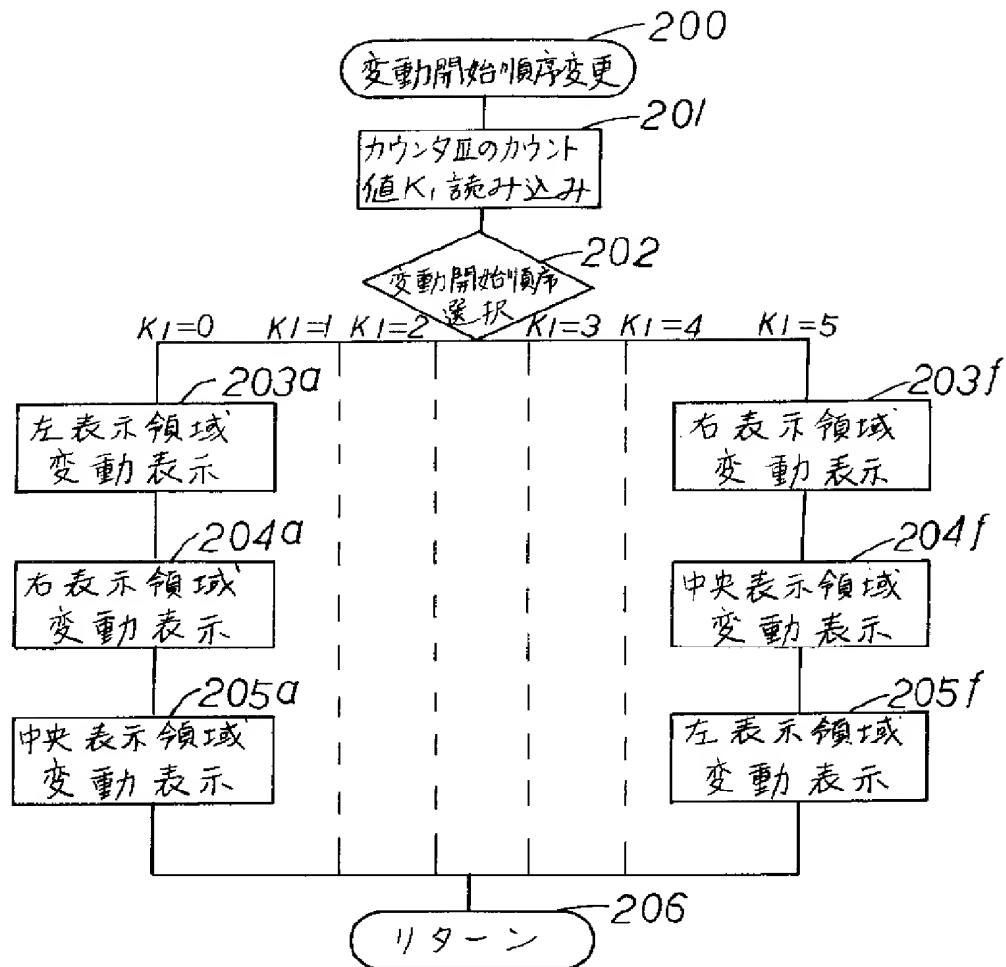 200
変動開始順序変更
201
カウンタⅢのカウント
値K1読み込み
202
変動開始順序
選択
K1=0 K1=1 K1=2 K1=3 K1=4 K1=5
203a
左表示領域
変動表示
204a
右表示領域
変動表示
205a
中央表示領域
変動表示
203f
右表示領域
変動表示
204f
中央表示領域
変動表示
205f
左表示領域
変動表示
206
リターン